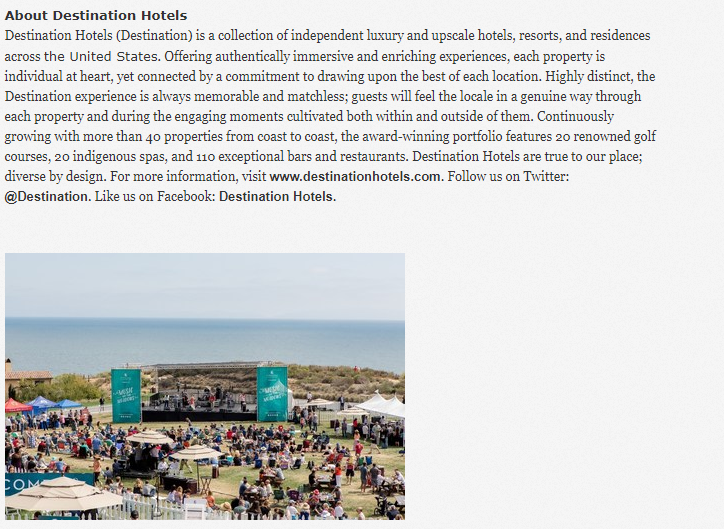 About Destination Hotels
Destination Hotels (Destination) is a collection of independent luxury and upscale hotels, resorts, and residences
across the United States. Offering authentically immersive and enriching experiences, each property is
individual at heart, yet connected by a commitment to drawing upon the best of each location. Highly distinct, the
Destination experience is always memorable and matchless; guests will feel the locale in a genuine way through
each property and during the engaging moments cultivated both within and outside of them. Continuously
growing with more than 40 properties from coast to coast, the award-winning portfolio features 20 renowned golf
courses, 20 indigenous spas, and 110 exceptional bars and restaurants. Destination Hotels are true to our place;
diverse by design. For more information, visit www.destinationhotels.com. Follow us on Twitter:
@Destination. Like us on Facebook: Destination Hotels.
MUSIC
MUSIC
COM